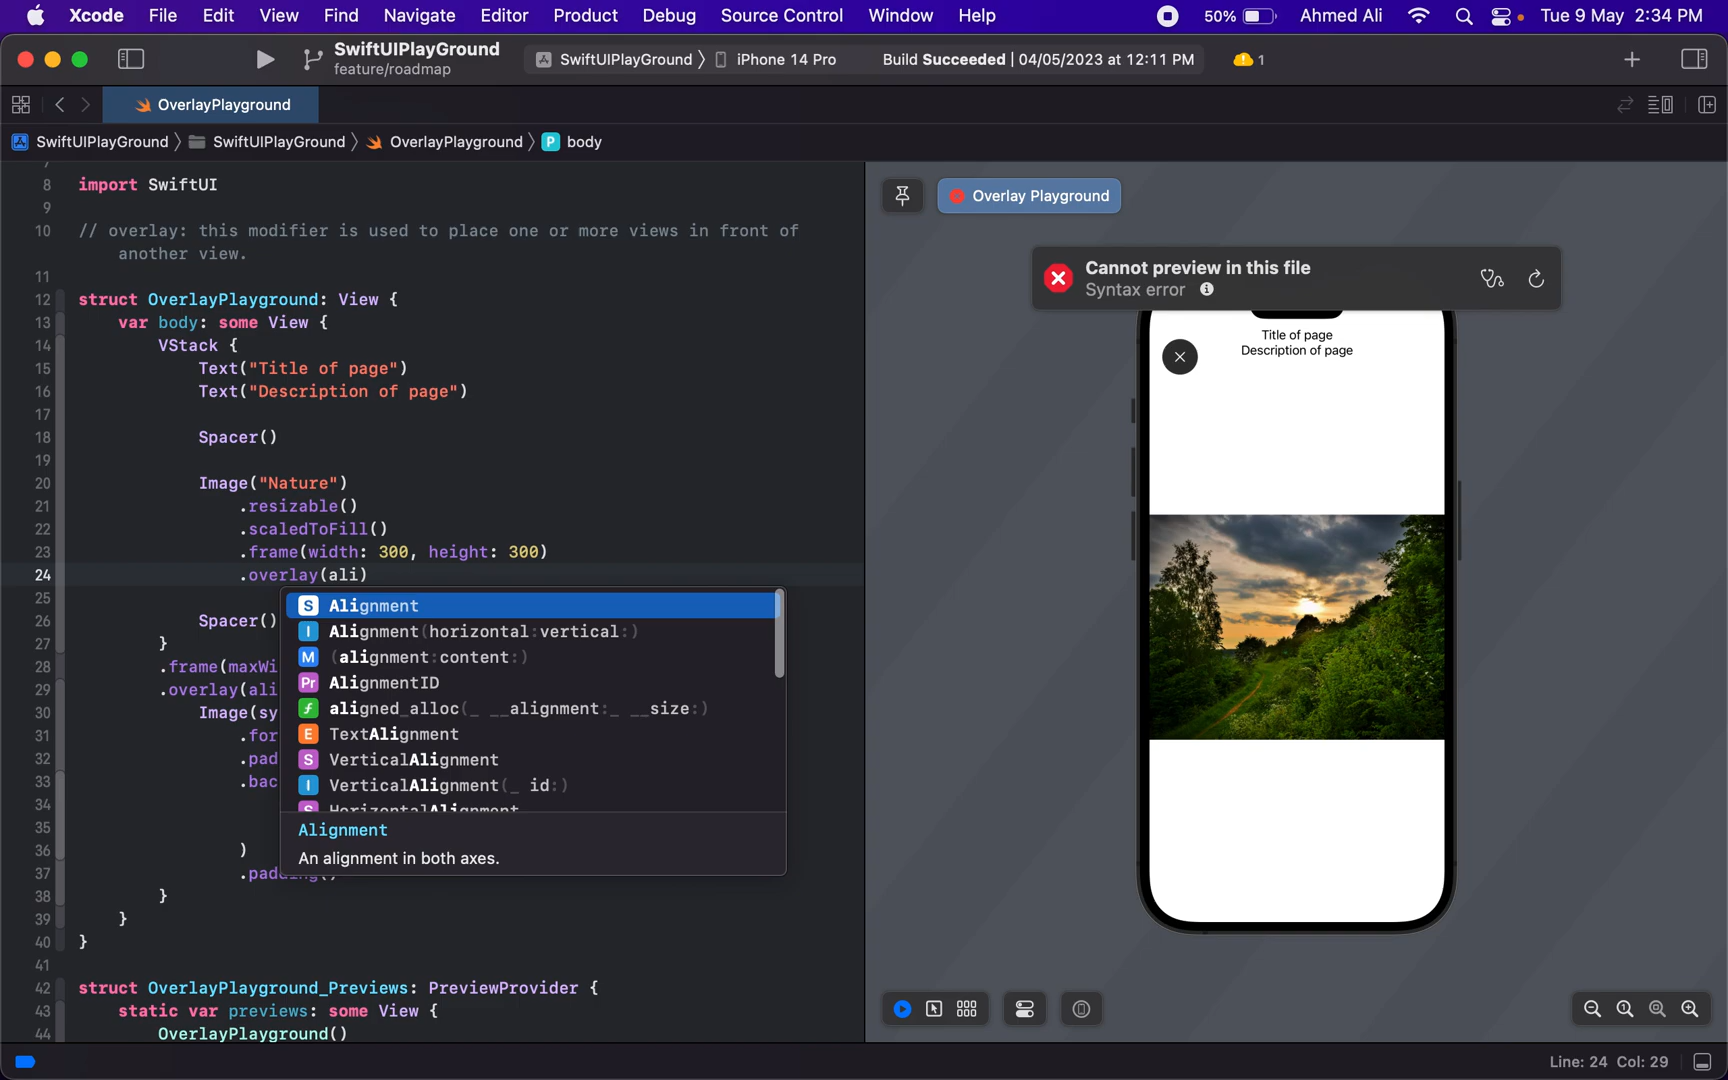 Xcode File Edit View Find Navigate Editor Product Debug Source Control Window Help 50% Ahmed Ali Tue 9 May 2:34 PM
SwiftUIPlayGround
feature/roadmap
SwiftUIPlayGround 〉 iPhone 14 Pro Build Succeeded | 04/05/2023 at 12:11 PM 1
OverlayPlayground
SwiftUIPlayGround 〉 SwiftUIPlayGround 〉 OverlayPlayground 〉 P body
7
8 import SwiftUI
9
10 // overlay: this modifier is used to place one or more views in front of
another view.
11
12 struct OverlayPlayground: View {
13 var body: some View {
14 VStack {
15 Text("Title of page")
16 Text("Description of page")
17
18 Spacer()
19
20 Image("Nature")
21 .resizable()
22 .scaledToFill()
23 .frame(width: 300, height: 300)
24 .overlay(ali)
25
26 Spacer()
27 }
28 .frame(maxWi
29 .overlay(ali
30 Image(sy
31 .for
32 .pad
33 .bac
34
35
36 )
37 .padding()
38 }
39 }
40 }
41
42 struct OverlayPlayground_Previews: PreviewProvider {
43 static var previews: some View {
44 OverlayPlayground()
S Alignment
I Alignment(horizontal:vertical:)
M (alignment:content:)
Pr AlignmentID
f aligned_alloc(_ __alignment:_ __size:)
E TextAlignment
S VerticalAlignment
I VerticalAlignment(_ id:)
S HorizontalAlignment
Alignment
An alignment in both axes.
Overlay Playground
Cannot preview in this file
Syntax error
Title of page
Description of page
Line: 24 Col: 29